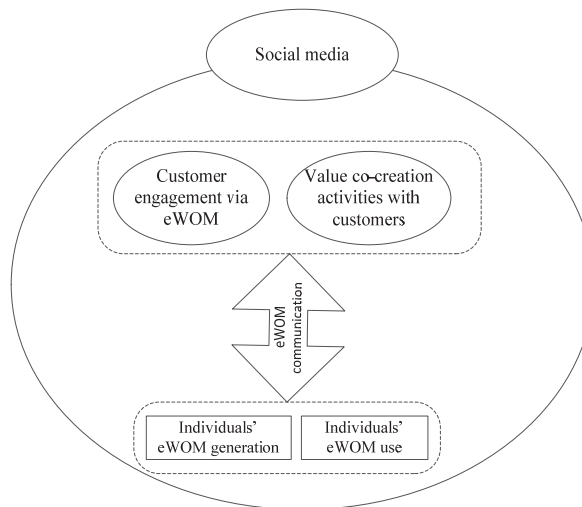 Social media
Customer
engagement via
eWOM
Value co-creation
activities with
customers
eWOM
communication
Individuals’
eWOM generation
Individuals’
eWOM use